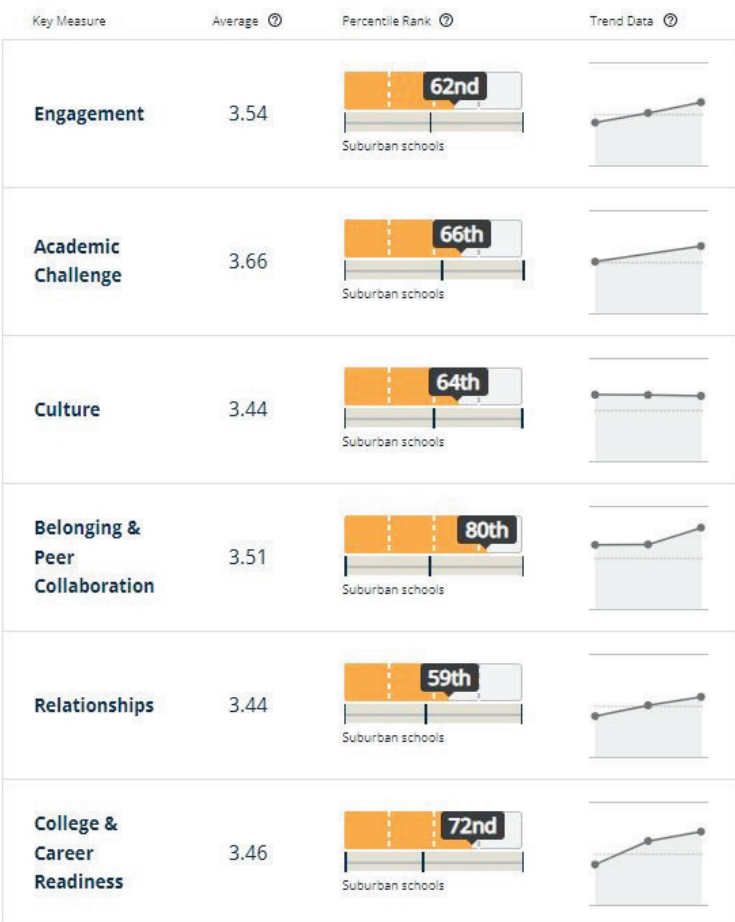 Key Measure Average ? Percentile Rank ? Trend Data ?
62nd
Engagement 3.54
Suburban schools
66th
Academic
Challenge
3.66
Suburban schools
64th
Culture 3.44
Suburban schools
Belonging &
Peer
Collaboration
3.51
80th
Suburban schools
59th
Relationships 3.44
Suburban schools
College &
Career
Readiness
3.46
72nd
Suburban schools